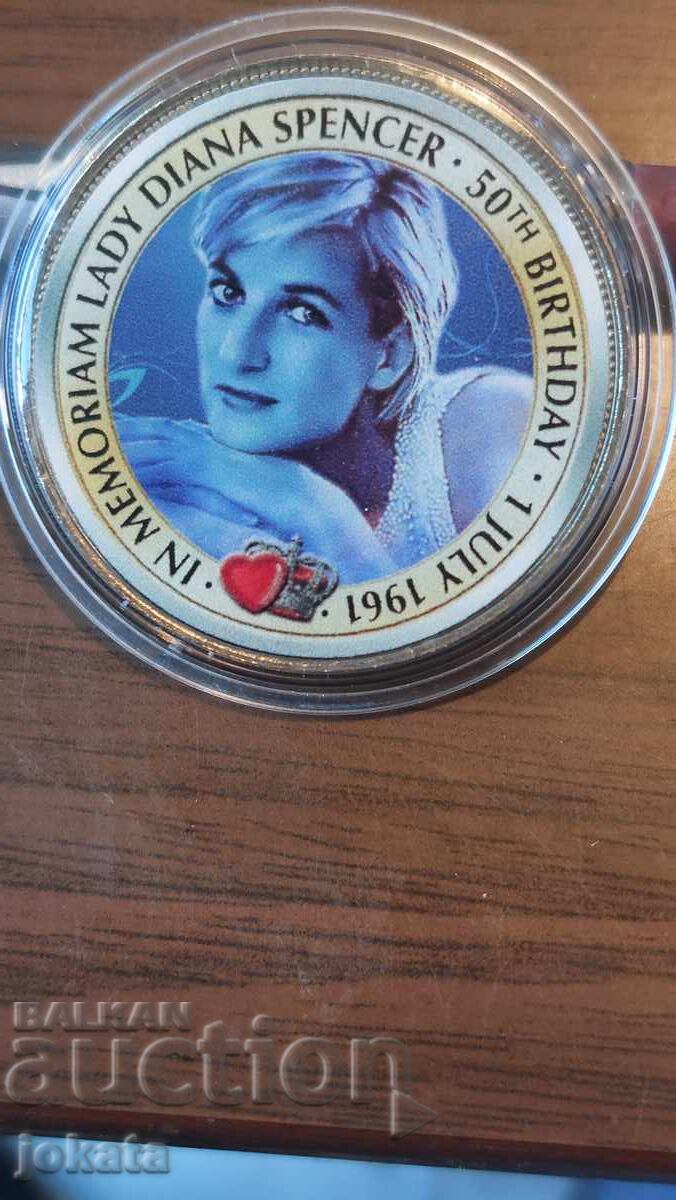 IN MEMORIAM LADY DIANA SPENCER · 50TH BIRTHDAY · 1 JULY 1961 ·
BALKAN
auction
jokata